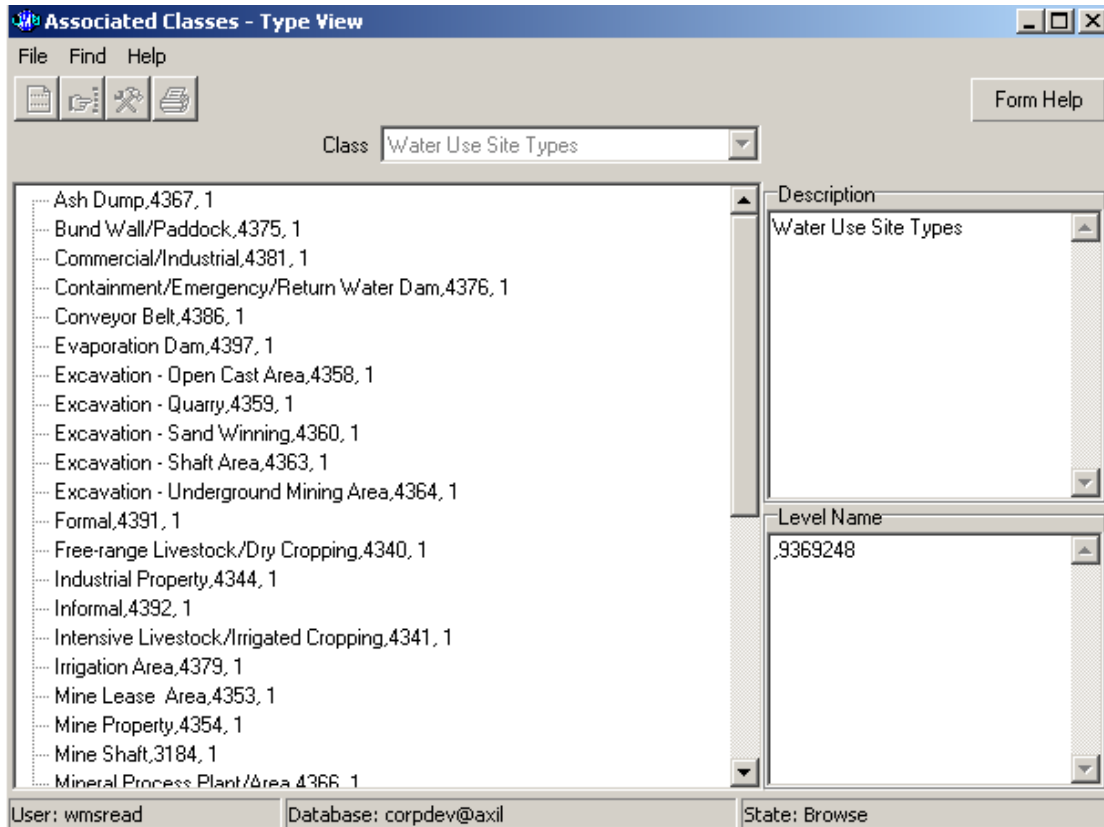 Associated Classes - Type View
File Find Help
Form Help
Class Water Use Site Types
Ash Dump,4367, 1
Bund Wall/Paddock,4375, 1
Commercial/Industrial,4381, 1
Containment/Emergency/Return Water Dam,4376, 1
Conveyor Belt,4386, 1
Evaporation Dam,4397, 1
Excavation - Open Cast Area,4358, 1
Excavation - Quarry,4359, 1
Excavation - Sand Winning,4360, 1
Excavation - Shaft Area,4363, 1
Excavation - Underground Mining Area,4364, 1
Formal,4391, 1
Free-range Livestock/Dry Cropping,4340, 1
Industrial Property,4344, 1
Informal,4392, 1
Intensive Livestock/Irrigated Cropping,4341, 1
Irrigation Area,4379, 1
Mine Lease  Area,4353, 1
Mine Property,4354, 1
Mine Shaft,3184, 1
Mineral Process Plant/Area,4366, 1
Description
Water Use Site Types
Level Name
,9369248
User: wmsread
Database: corpdev@axil
State: Browse